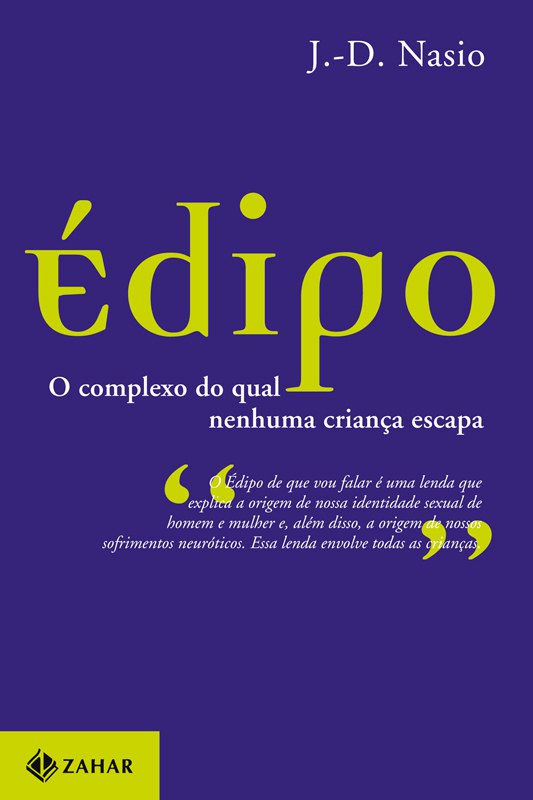 J.-D. Nasio
Édipo
O complexo do qual
nenhuma criança escapa
“O Édipo de que vou falar é uma lenda que
explica a origem de nossa identidade sexual de
homem e mulher e, além disso, a origem de nossos
sofrimentos neuróticos. Essa lenda envolve todas as crianças.”
ZAHAR